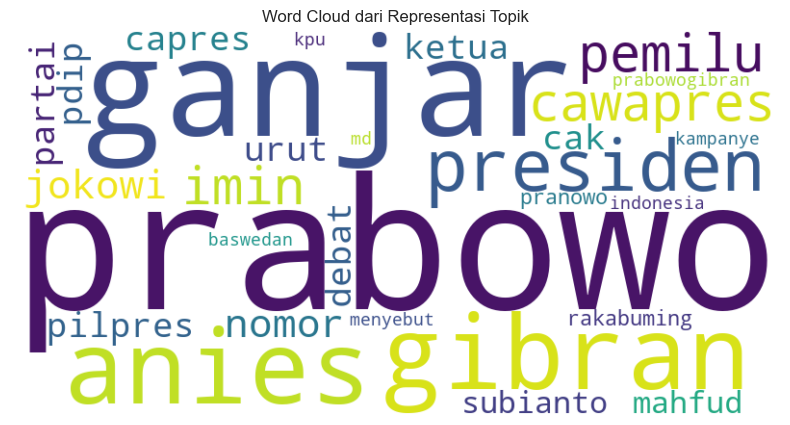 Word Cloud dari Representasi Topik
capres
kpu
ketua
pemilu
partai
pdip
ganjar
prabowogibran
cawapres
urut
md
cak
kampanye
presiden
jokowi
imin
pranowo
indonesia
prabowo
baswedan
debat
pilpres
nomor
menyebut
rakabuming
anies
gibran
subianto
mahfud